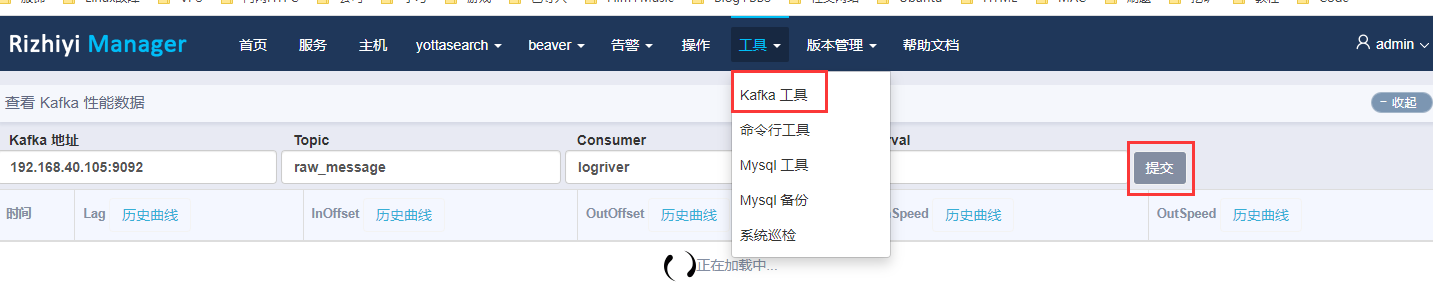 Rizhiyi Manager 首页 服务 主机 yottasearch beaver 告警 操作 工具 版本管理 帮助文档 admin
查看 Kafka 性能数据 收起
Kafka 工具
Kafka 地址 Topic Consumer rval
192.168.40.105:9092 raw_message logriver 提交
命令行工具
Mysql 工具
Mysql 备份
系统巡检
时间 Lag 历史曲线 InOffset 历史曲线 OutOffset 历史曲线 Speed 历史曲线 OutSpeed 历史曲线
正在加载中...